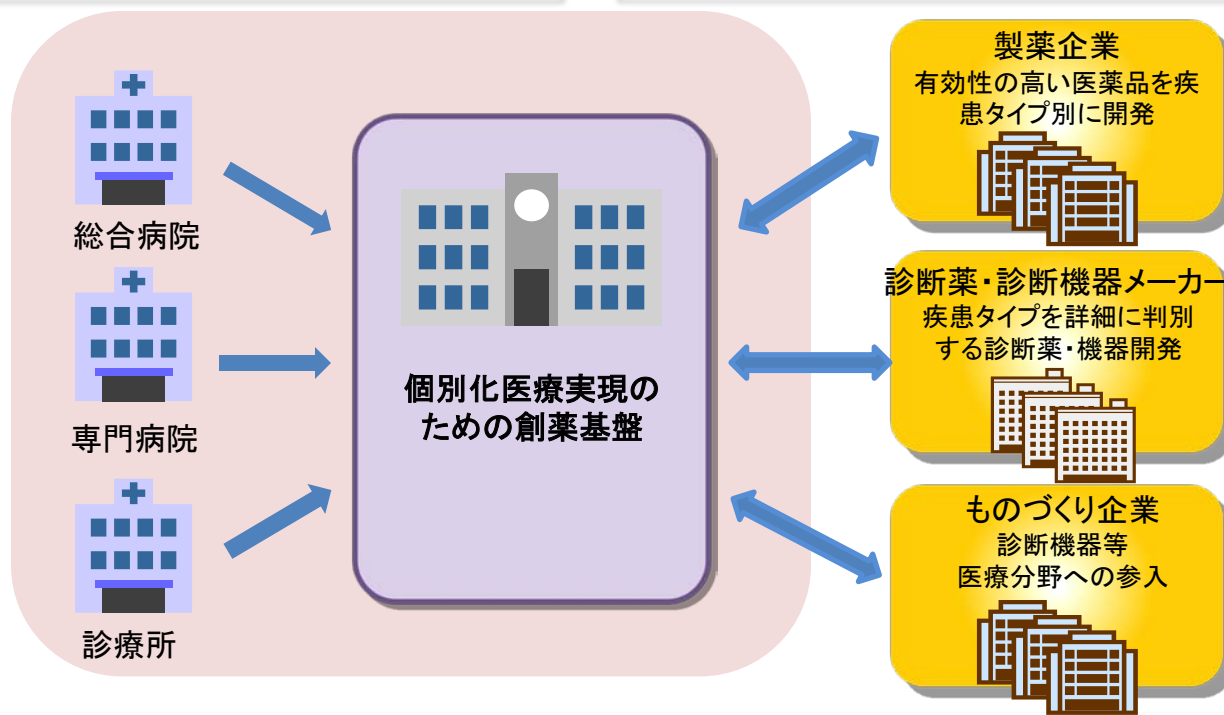 総合病院
専門病院
診療所
個別化医療実現の
ための創薬基盤
製薬企業
有効性の高い医薬品を疾
患タイプ別に開発
診断薬・診断機器メーカー
疾患タイプを詳細に判別
する診断薬・機器開発
ものづくり企業
診断機器等
医療分野への参入